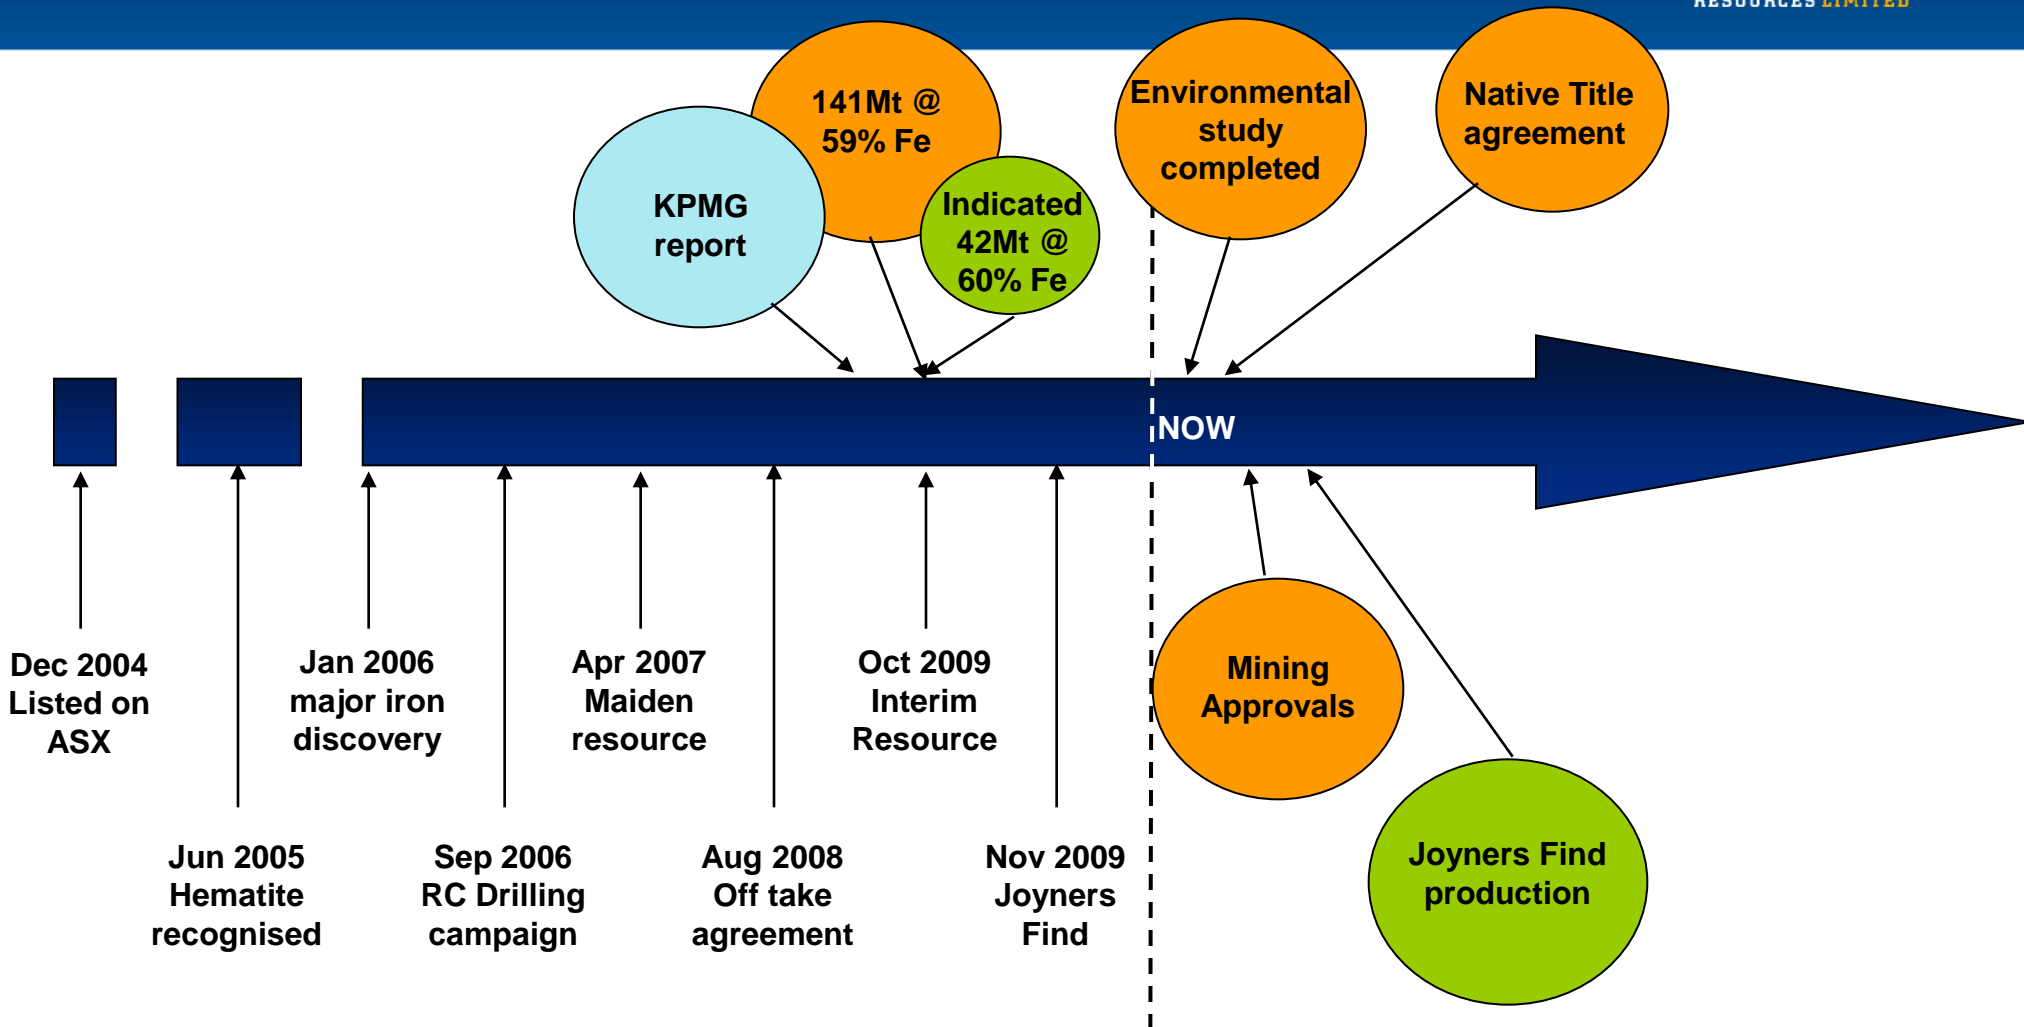 RESOURCES LIMITED
141Mt @
59% Fe
KPMG
report
Indicated
42Mt @
60% Fe
Environmental
study
completed
Native Title
agreement
NOW
Dec 2004
Listed on
ASX
Jan 2006
major iron
discovery
Apr 2007
Maiden
resource
Oct 2009
Interim
Resource
Mining
Approvals
Jun 2005
Hematite
recognised
Sep 2006
RC Drilling
campaign
Aug 2008
Off take
agreement
Nov 2009
Joyners
Find
Joyners Find
production